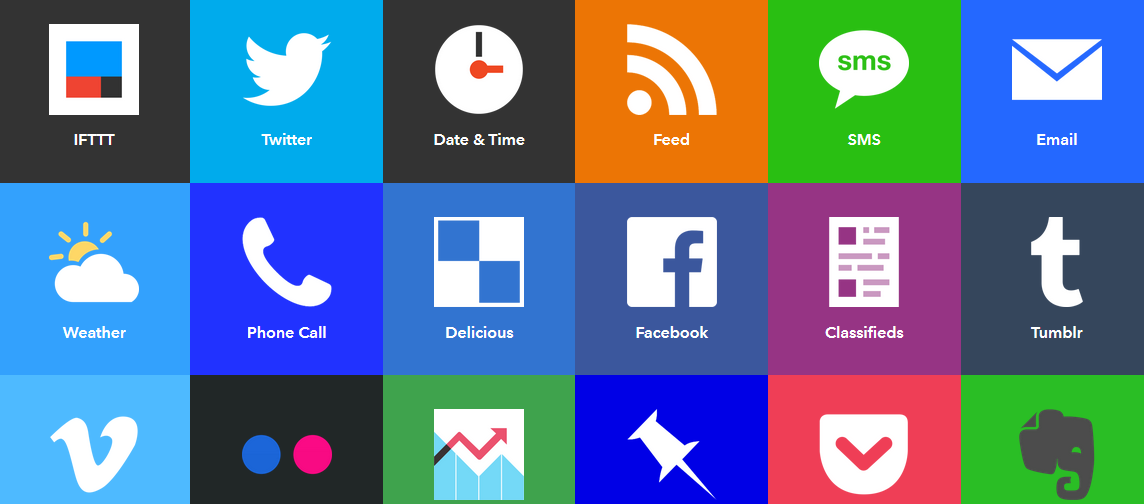 IFTTT
Twitter
Date & Time
Feed
sms
SMS
Email
Weather
Phone Call
Delicious
Facebook
Classifieds
Tumblr